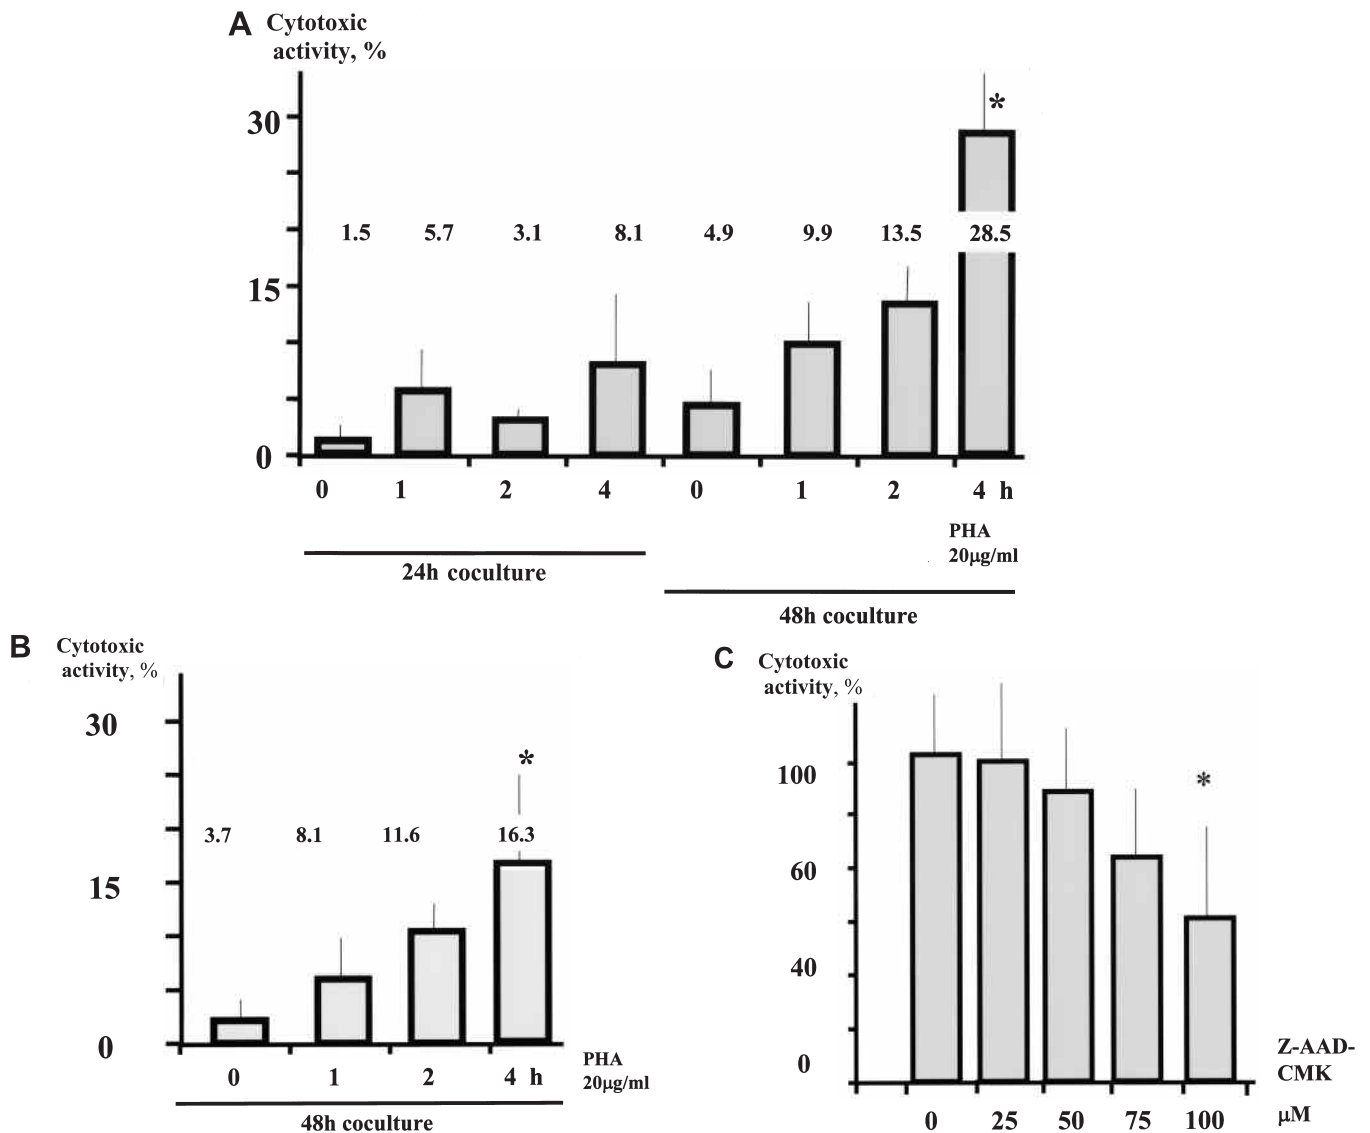 A Cytotoxic
activity, %
30
15
0
1.5 5.7 3.1 8.1 4.9 9.9 13.5 28.5
*
0 1 2 4 0 1 2 4 h
PHA
20μg/ml
24h coculture
48h coculture
B Cytotoxic
activity, %
30
15
0
*
3.7 8.1 11.6 16.3
0 1 2 4 h
PHA
20μg/ml
48h coculture
C Cytotoxic
activity, %
100
60
40
0
*
Z-AAD-
CMK
0 25 50 75 100 μM